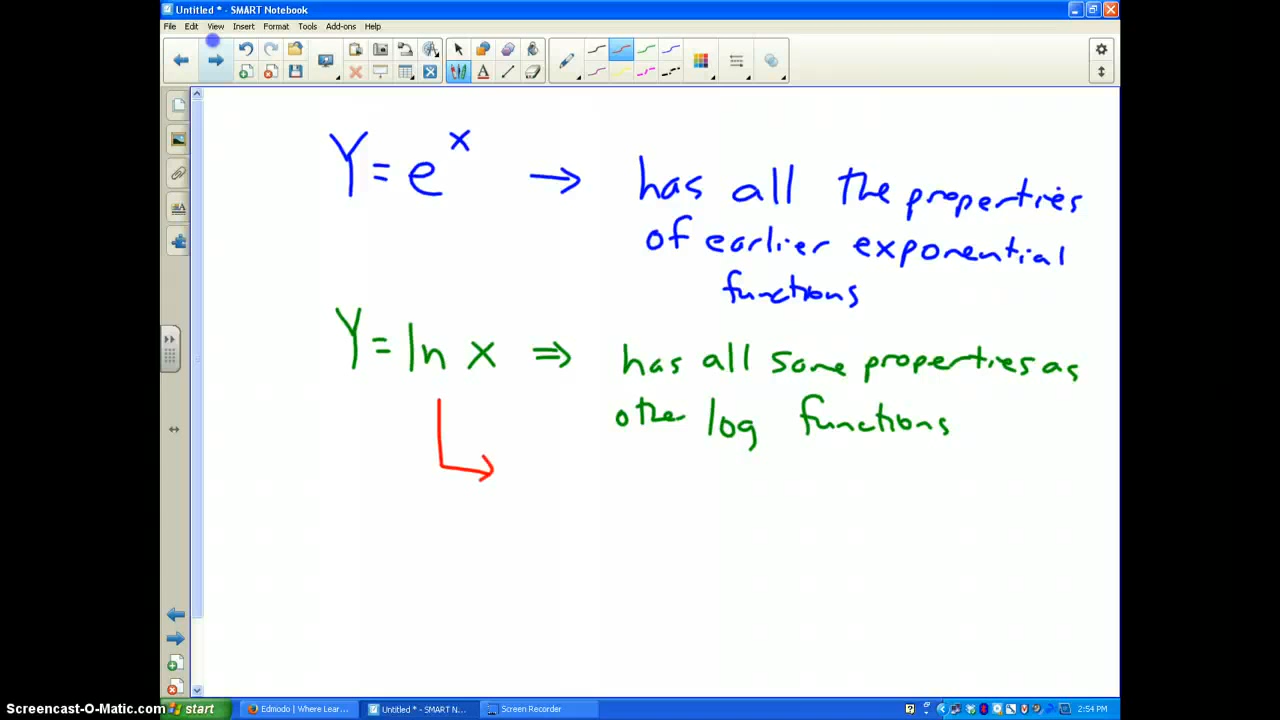 Untitled * - SMART Notebook
File Edit View Insert Format Tools Add-ons Help
Y = e^x → has all the properties
of earlier exponential
functions
Y = ln x ⇒ has all same properties as
other log functions
Screencast-O-Matic.com
start
Edmodo | Where Lear...
Untitled * - SMART N...
Screen Recorder
2:54 PM